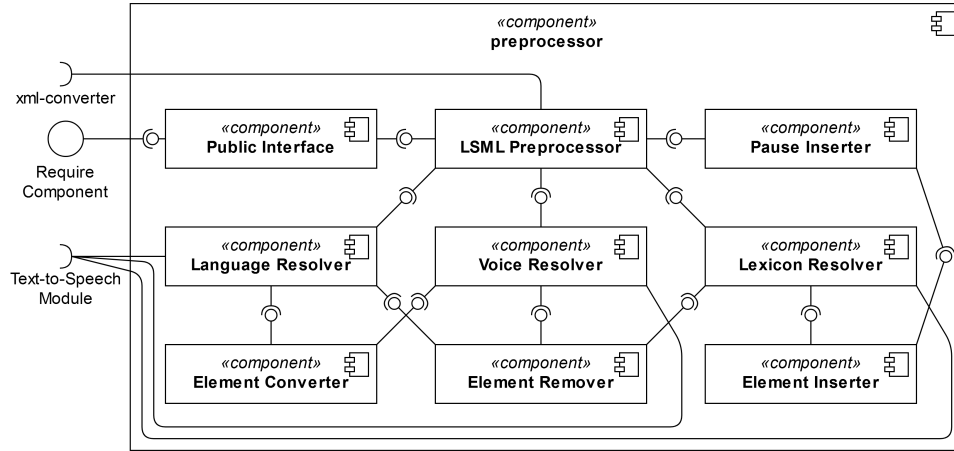 «component»
preprocessor
xml-converter
«component»
Public Interface
«component»
LSML Preprocessor
«component»
Pause Inserter
Require
Component
«component»
Language Resolver
«component»
Voice Resolver
«component»
Lexicon Resolver
Text-to-Speech
Module
«component»
Element Converter
«component»
Element Remover
«component»
Element Inserter